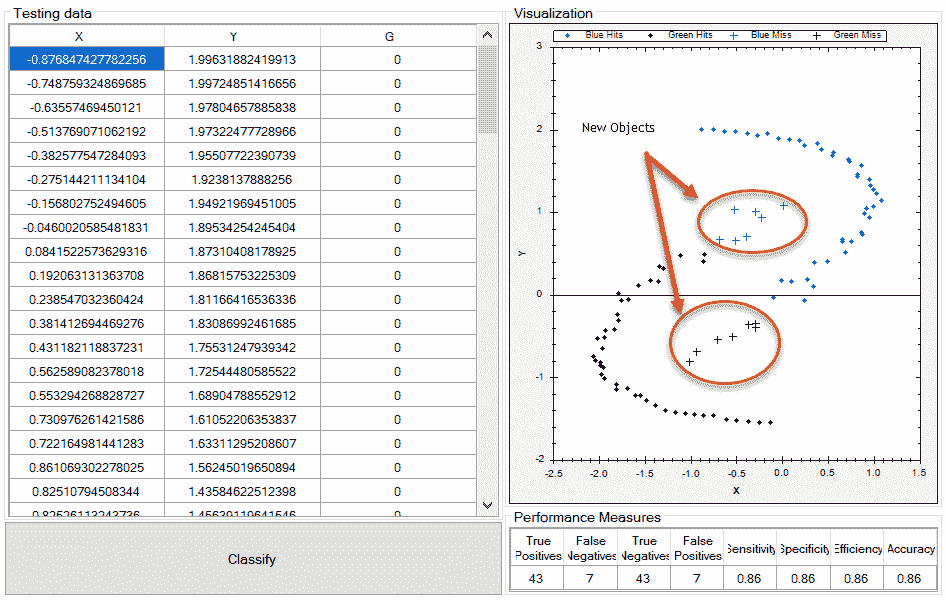 Testing data
X Y G
-0.876847427782256 1.99631882419913 0
-0.748759324869685 1.99724851416656 0
-0.63557469450121 1.97804657885838 0
-0.513769071062192 1.97322477728966 0
-0.382577547284093 1.95507722390739 0
-0.275144211134104 1.9238137888256 0
-0.156802752494605 1.94921969451005 0
-0.0460020585481831 1.89534254245404 0
0.0841522573629316 1.87310408178925 0
0.192063131363708 1.86815753225309 0
0.238547032360424 1.81166416536336 0
0.381412694469276 1.83086992461685 0
0.431182118837231 1.75531247939342 0
0.562589082378018 1.72544480585522 0
0.553294268828727 1.68904788552912 0
0.730976261421586 1.61052206353837 0
0.722164981441283 1.63311295208607 0
0.861069302278025 1.56245019650894 0
0.82510794508344 1.43584622512398 0
0.82526113243736 1.45639119641546 0
Classify
Visualization
Blue Hits Green Hits Blue Miss Green Miss
New Objects
3
2
1
0
-1
-2
Y
-2.5 -2.0 -1.5 -1.0 -0.5 0.0 0.5 1.0 1.5
X
Performance Measures
True Positives False Negatives True Negatives False Positives Sensitivity Specificity Efficiency Accuracy
43 7 43 7 0.86 0.86 0.86 0.86